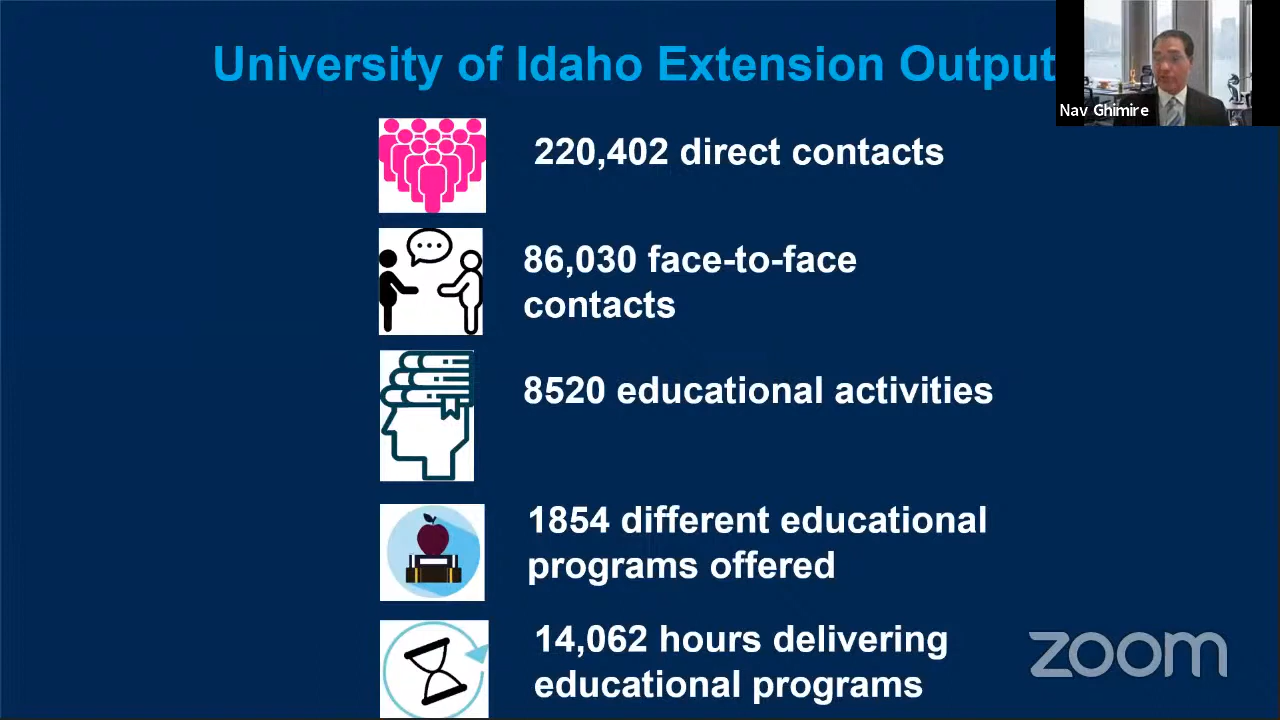 University of Idaho Extension Output
Nav Ghimire
220,402 direct contacts
86,030 face-to-face
contacts
8520 educational activities
1854 different educational
programs offered
14,062 hours delivering
educational programs
zoom